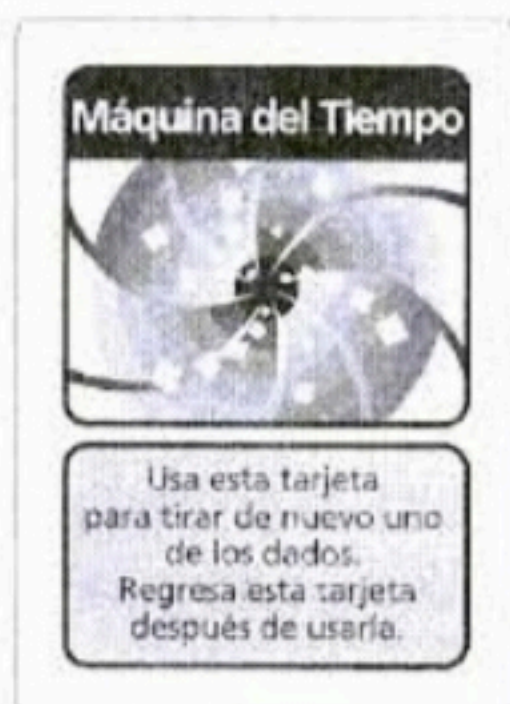 Máquina del Tiempo
Usa esta tarjeta
para tirar de nuevo uno
de los dados.
Regresa esta tarjeta
después de usarla.